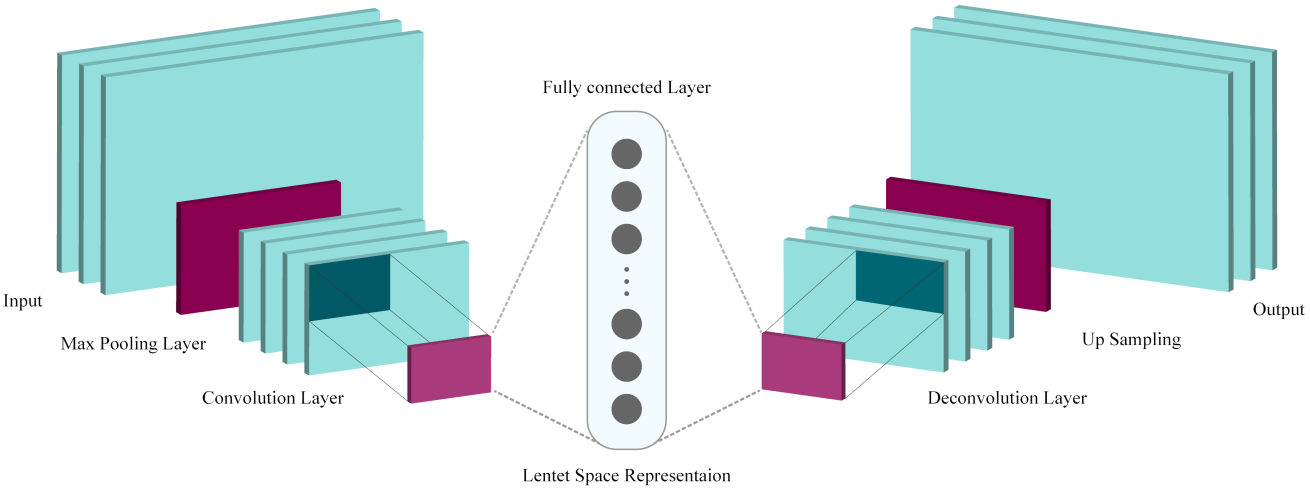 Fully connected Layer
Input
Output
Max Pooling Layer
Up Sampling
Convolution Layer
Deconvolution Layer
Lentet Space Representaion